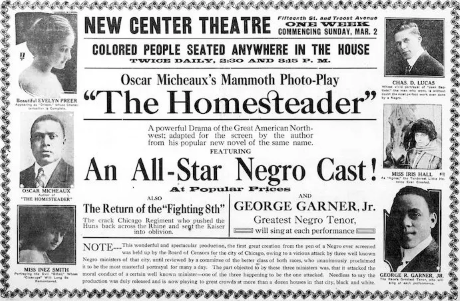 NEW CENTER THEATRE
Fifteenth St. and Troost Avenue
ONE WEEK
COMMENCING SUNDAY, MAR. 2
COLORED PEOPLE SEATED ANYWHERE IN THE HOUSE
TWICE DAILY, 2:30 AND 8:15 P. M.
Oscar Micheaux's Mammoth Photo-Play
"The Homesteader"
A powerful Drama of the Great American North-
west; adapted for the screen by the author
from his popular new novel of the same name.
FEATURING
An All-Star Negro Cast!
At Popular Prices
ALSO
The Return of the "Fighting 8th"
The crack Chicago Regiment who pushed the
Huns back across the Rhine and sent the Kaiser
into oblivion.
AND
GEORGE GARNER, Jr.
Greatest Negro Tenor,
will sing at each performance
NOTE—This wonderful and spectacular production, the first great creation from the pen of a Negro ever screened
was held up by the Board of Censors for the city of Chicago, owing to a vicious attack by three well known
Negro ministers of that city, until reviewed by a committee of the better class of both races, who unanimously proclaimed
it to be the most masterful portrayal for many a day. The part objected to by those three ministers was, that it attacked the
moral conduct of a certain well known minister—one of the three happening to be the one attacked. Needless to say the
production was duly released and is now playing to great crowds at more than a dozen houses in that city, black and white.
Beautiful EVELYN PREER
OSCAR MICHEAUX
"THE HOMESTEADER"
MISS INEZ SMITH
CHAS. D. LUCAS
MISS IRIS HALL
GEORGE R. GARNER, JR.